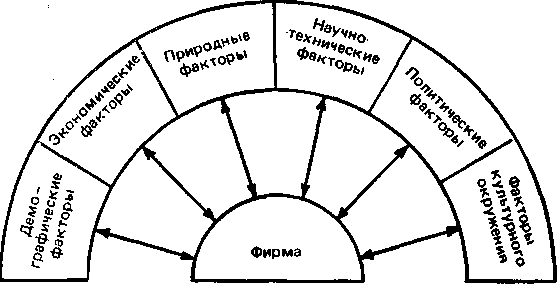 Демо-
графические
факторы
Экономические
факторы
Природные
факторы
Научно-
технические
факторы
Политические
факторы
Факторы
культурного
окружения
Фирма